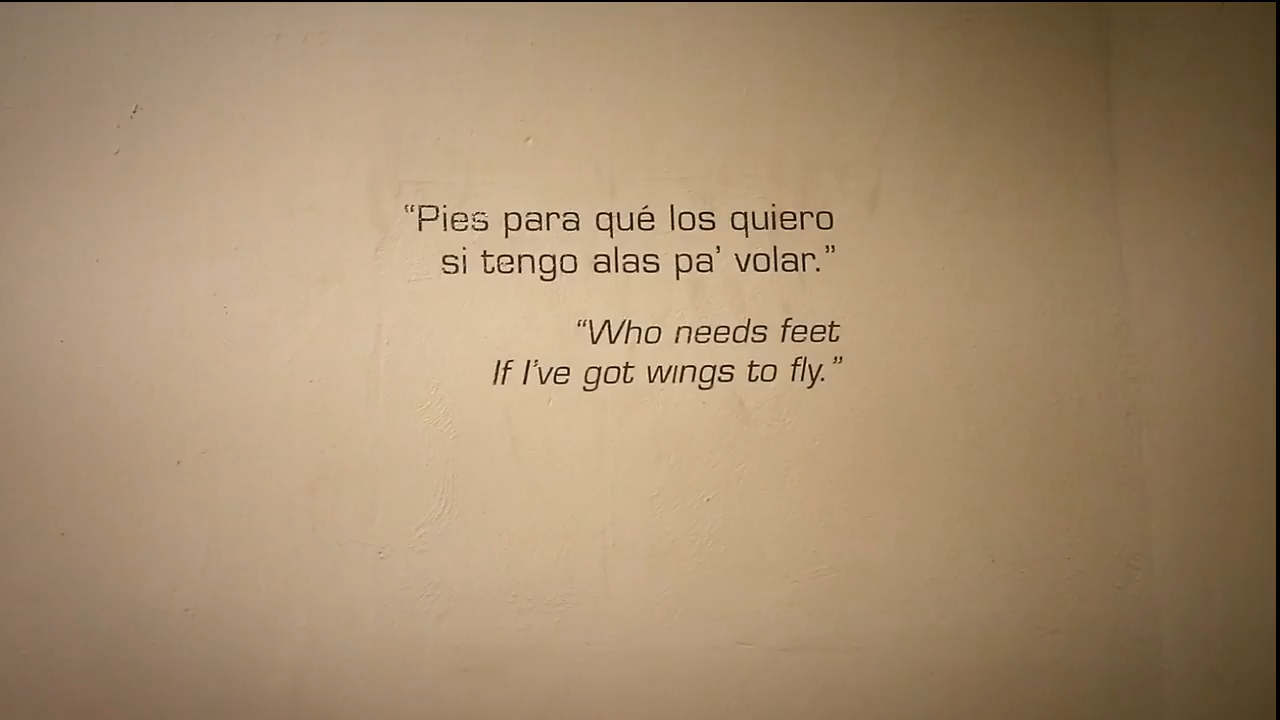 “Pies para qué los quiero
si tengo alas pa’ volar.”
“Who needs feet
If I’ve got wings to fly.”